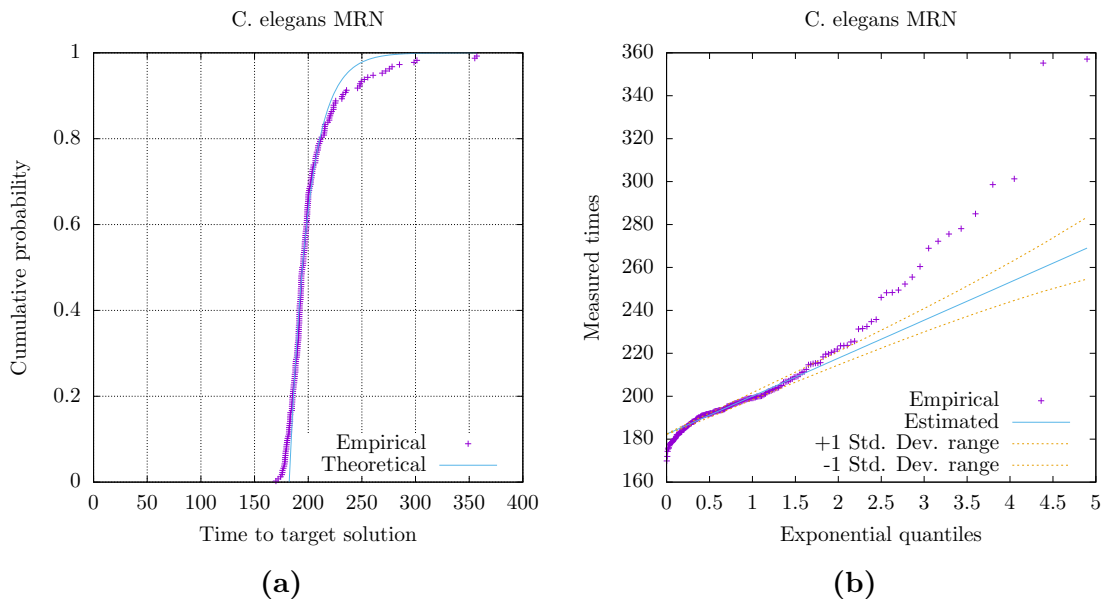 C. elegans MRN
1
0.8
0.6
0.4
0.2
0
Cumulative probability
Empirical
Theoretical
0 50 100 150 200 250 300 350 400
Time to target solution
(a)
C. elegans MRN
360
340
320
300
280
260
240
220
200
180
160
Measured times
Empirical
Estimated
+1 Std. Dev. range
-1 Std. Dev. range
0 0.5 1 1.5 2 2.5 3 3.5 4 4.5 5
Exponential quantiles
(b)